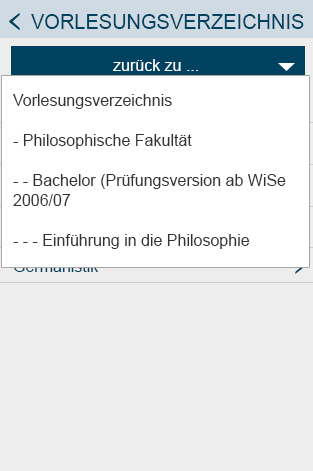 VORLESUNGSVERZEICHNIS
zurück zu ...
Vorlesungsverzeichnis
- Philosophische Fakultät
- - Bachelor (Prüfungsversion ab WiSe
2006/07
- - - Einführung in die Philosophie
Germanistik